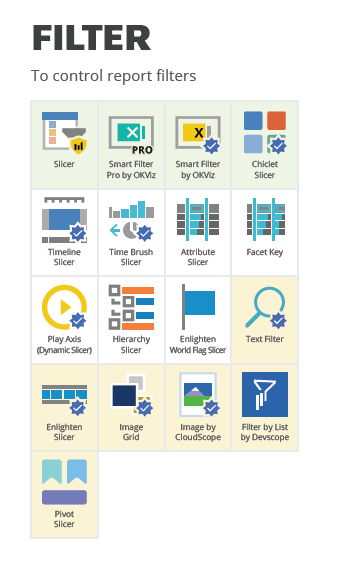 FILTER
To control report filters
PRO
X
Slicer
Smart Filter
Pro by OKViz
Smart Filter
by OKViz
Chiclet
Slicer
Timeline
Slicer
Time Brush
Slicer
Attribute
Slicer
Facet Key
Play Axis
(Dynamic Slicer)
Hierarchy
Slicer
Enlighten
World Flag Slicer
Text Filter
Enlighten
Slicer
Image
Grid
Image by
CloudScope
Filter by List
by Devscope
Pivot
Slicer